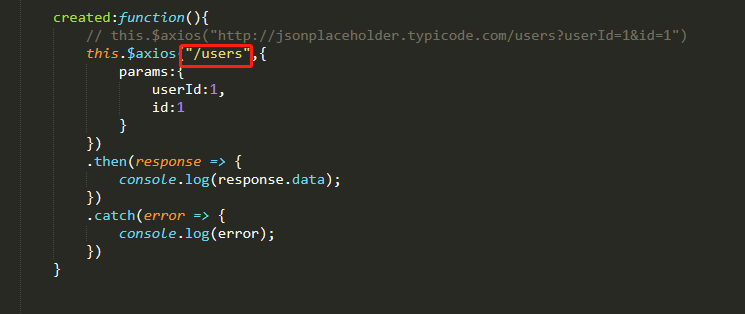 created:function(){
// this.$axios("http://jsonplaceholder.typicode.com/users?userId=1&id=1")
this.$axios("/users",{
params:{
userId:1,
id:1
}
})
.then(response => {
console.log(response.data);
})
.catch(error => {
console.log(error);
})
}